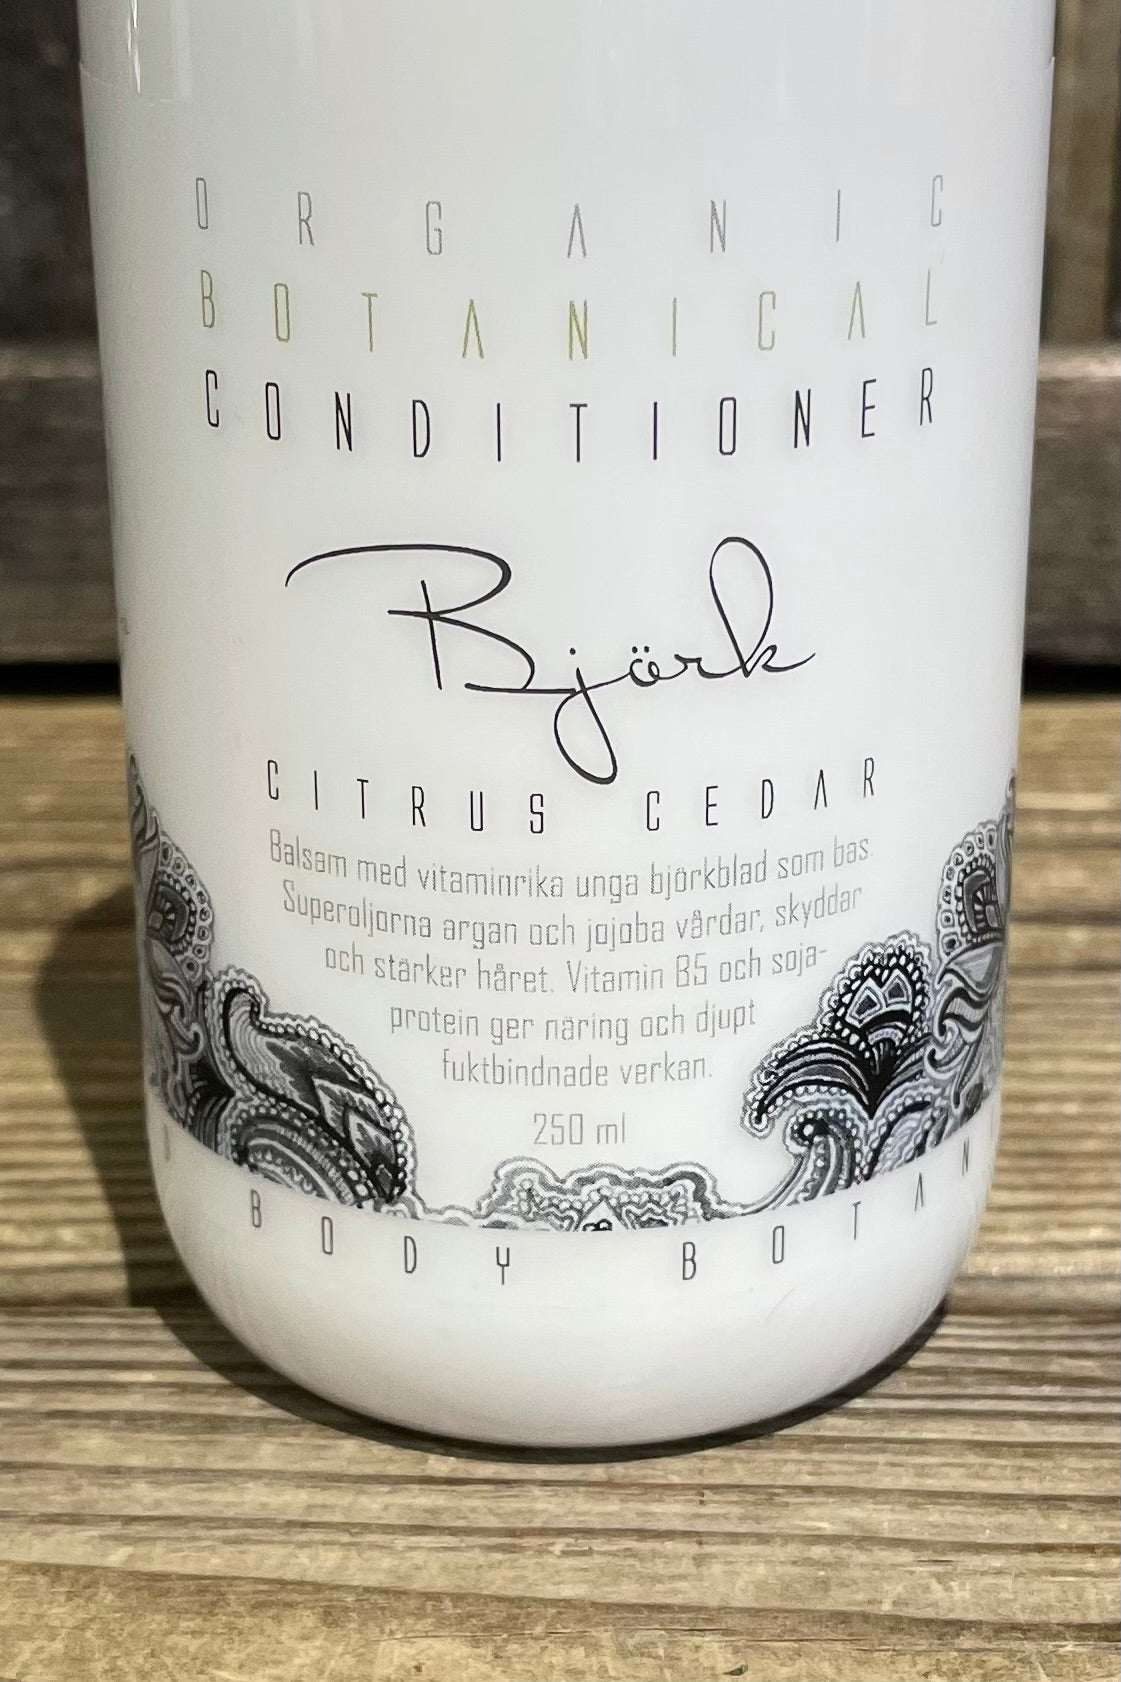 ORGANIC
BOTANICAL
CONDITIONER
Björk
CITRUS CEDAR
Balsam med vitaminrika unga björkblad som bas.
Superoljorna argan och jojoba vårdar, skyddar
och stärker håret. Vitamin B5 och soja-
protein ger näring och djupt
fuktbindnade verkan.
250 ml
BODY BOTAN